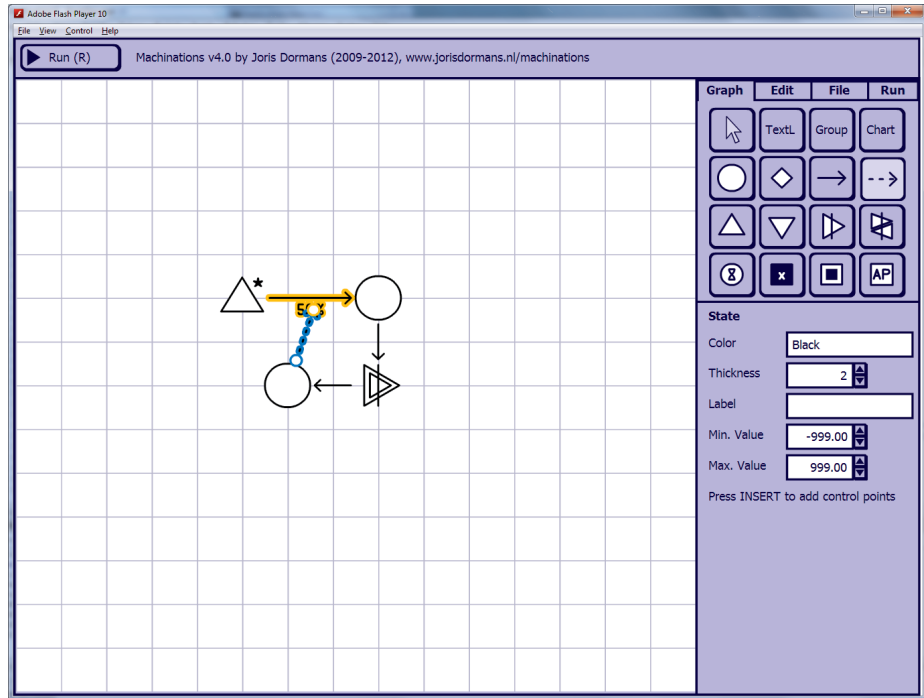 Adobe Flash Player 10
File View Control Help
Run (R)
Machinations v4.0 by Joris Dormans (2009-2012), www.jorisdormans.nl/machinations
Graph Edit File Run
TextL Group Chart
x AP
State
Color Black
Thickness 2
Label
Min. Value -999.00
Max. Value 999.00
Press INSERT to add control points